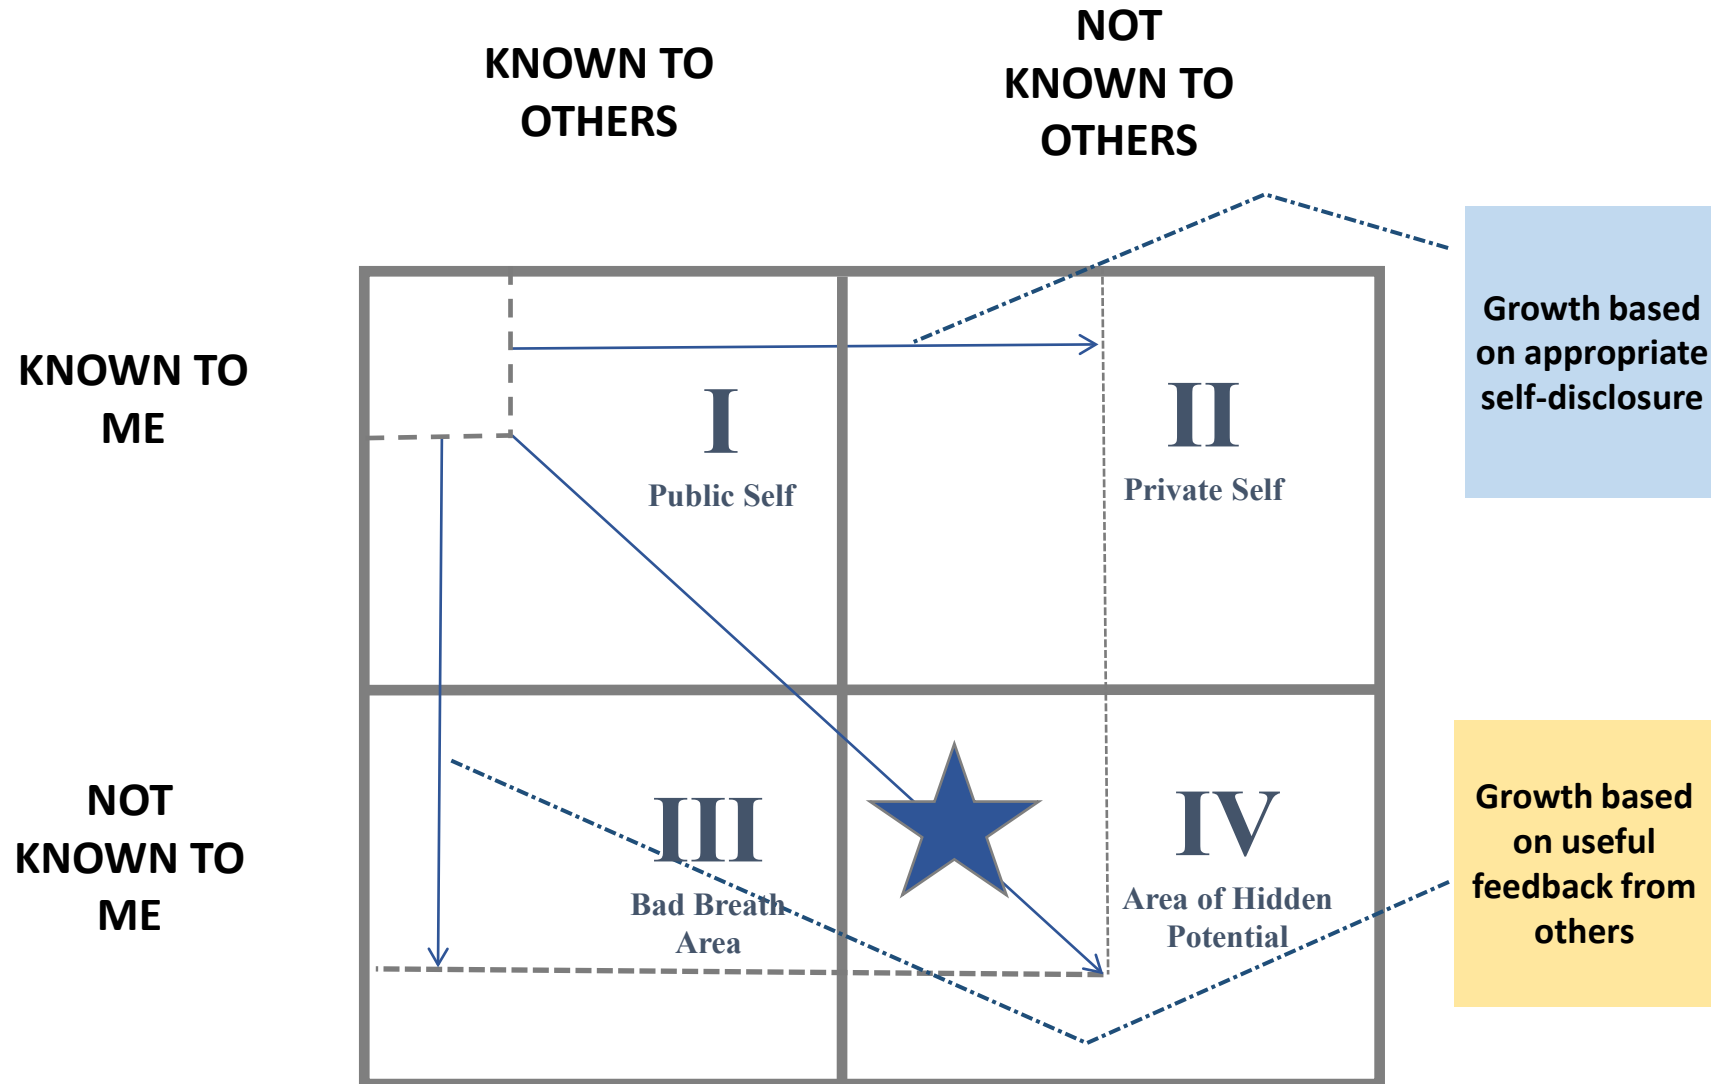 KNOWN TO
OTHERS
NOT
KNOWN TO
OTHERS
KNOWN TO
ME
I
Public Self
II
Private Self
Growth based
on appropriate
self-disclosure
NOT
KNOWN TO
ME
III
Bad Breath
Area
IV
Area of Hidden
Potential
Growth based
on useful
feedback from
others